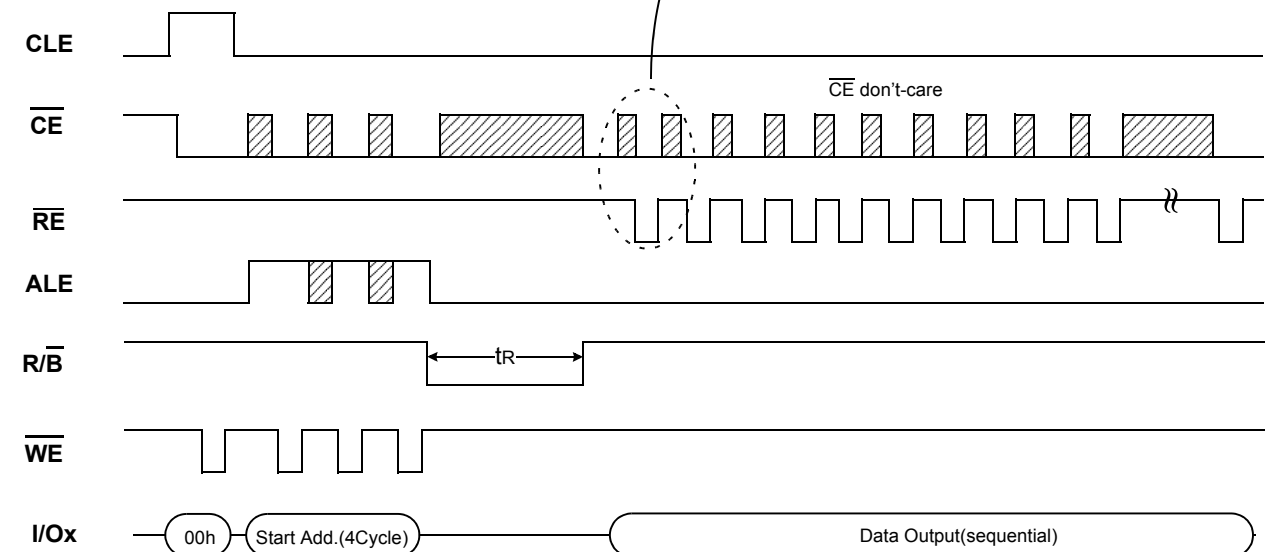 CLE
CE don't-care
CE
RE
ALE
R/B
tR
WE
I/Ox
00h
Start Add.(4Cycle)
Data Output(sequential)